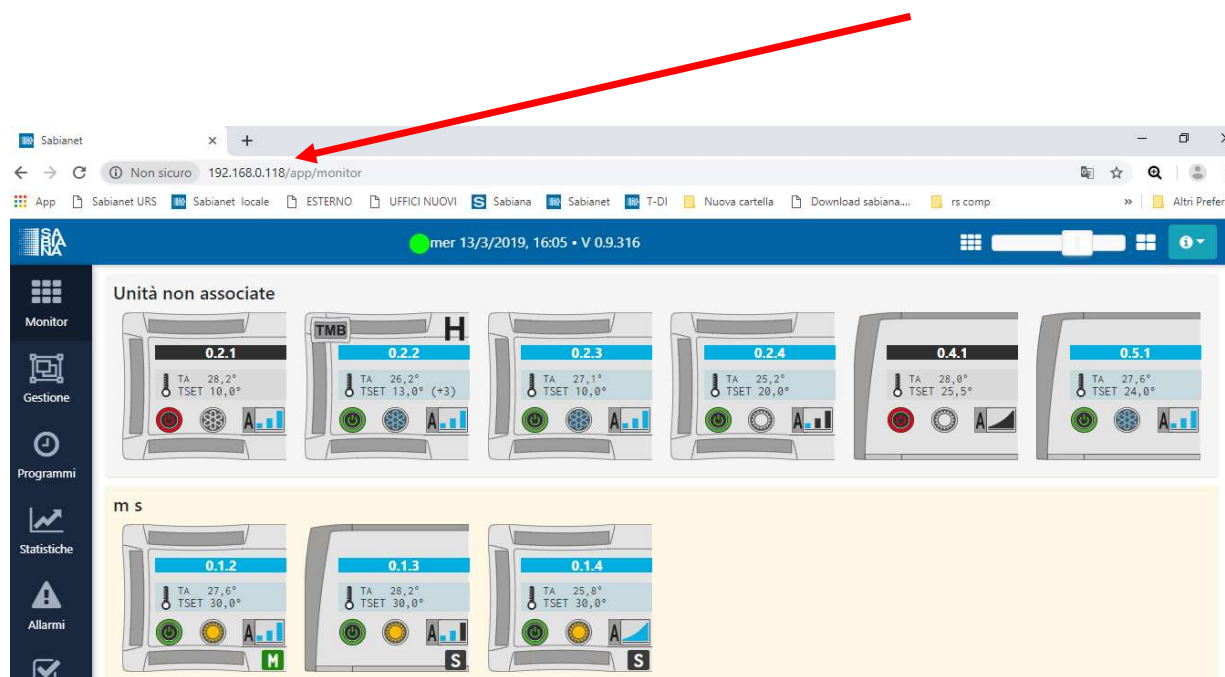 Sabianet
Non sicuro 192.168.0.118/app/monitor
App Sabianet URS Sabianet locale ESTERNO UFFICI NUOVI Sabiana Sabianet T-DI Nuova cartella Download sabiana.... rs comp » Altri Prefer
SA
BIA
NA
mer 13/3/2019, 16:05 • V 0.9.316
Monitor
Gestione
Programmi
Statistiche
Allarmi
Unità non associate
TMB H
0.2.1 0.2.2 0.2.3 0.2.4 0.4.1 0.5.1
TA 28,2° TA 26,2° TA 27,1° TA 25,2° TA 28,0° TA 27,6°
TSET 10,0° TSET 13,0° (+3) TSET 10,0° TSET 20,0° TSET 25,5° TSET 24,0°
A A A A A A
m s
0.1.2 0.1.3 0.1.4
TA 27,6° TA 28,2° TA 25,8°
TSET 30,0° TSET 30,0° TSET 30,0°
A A A
M S S